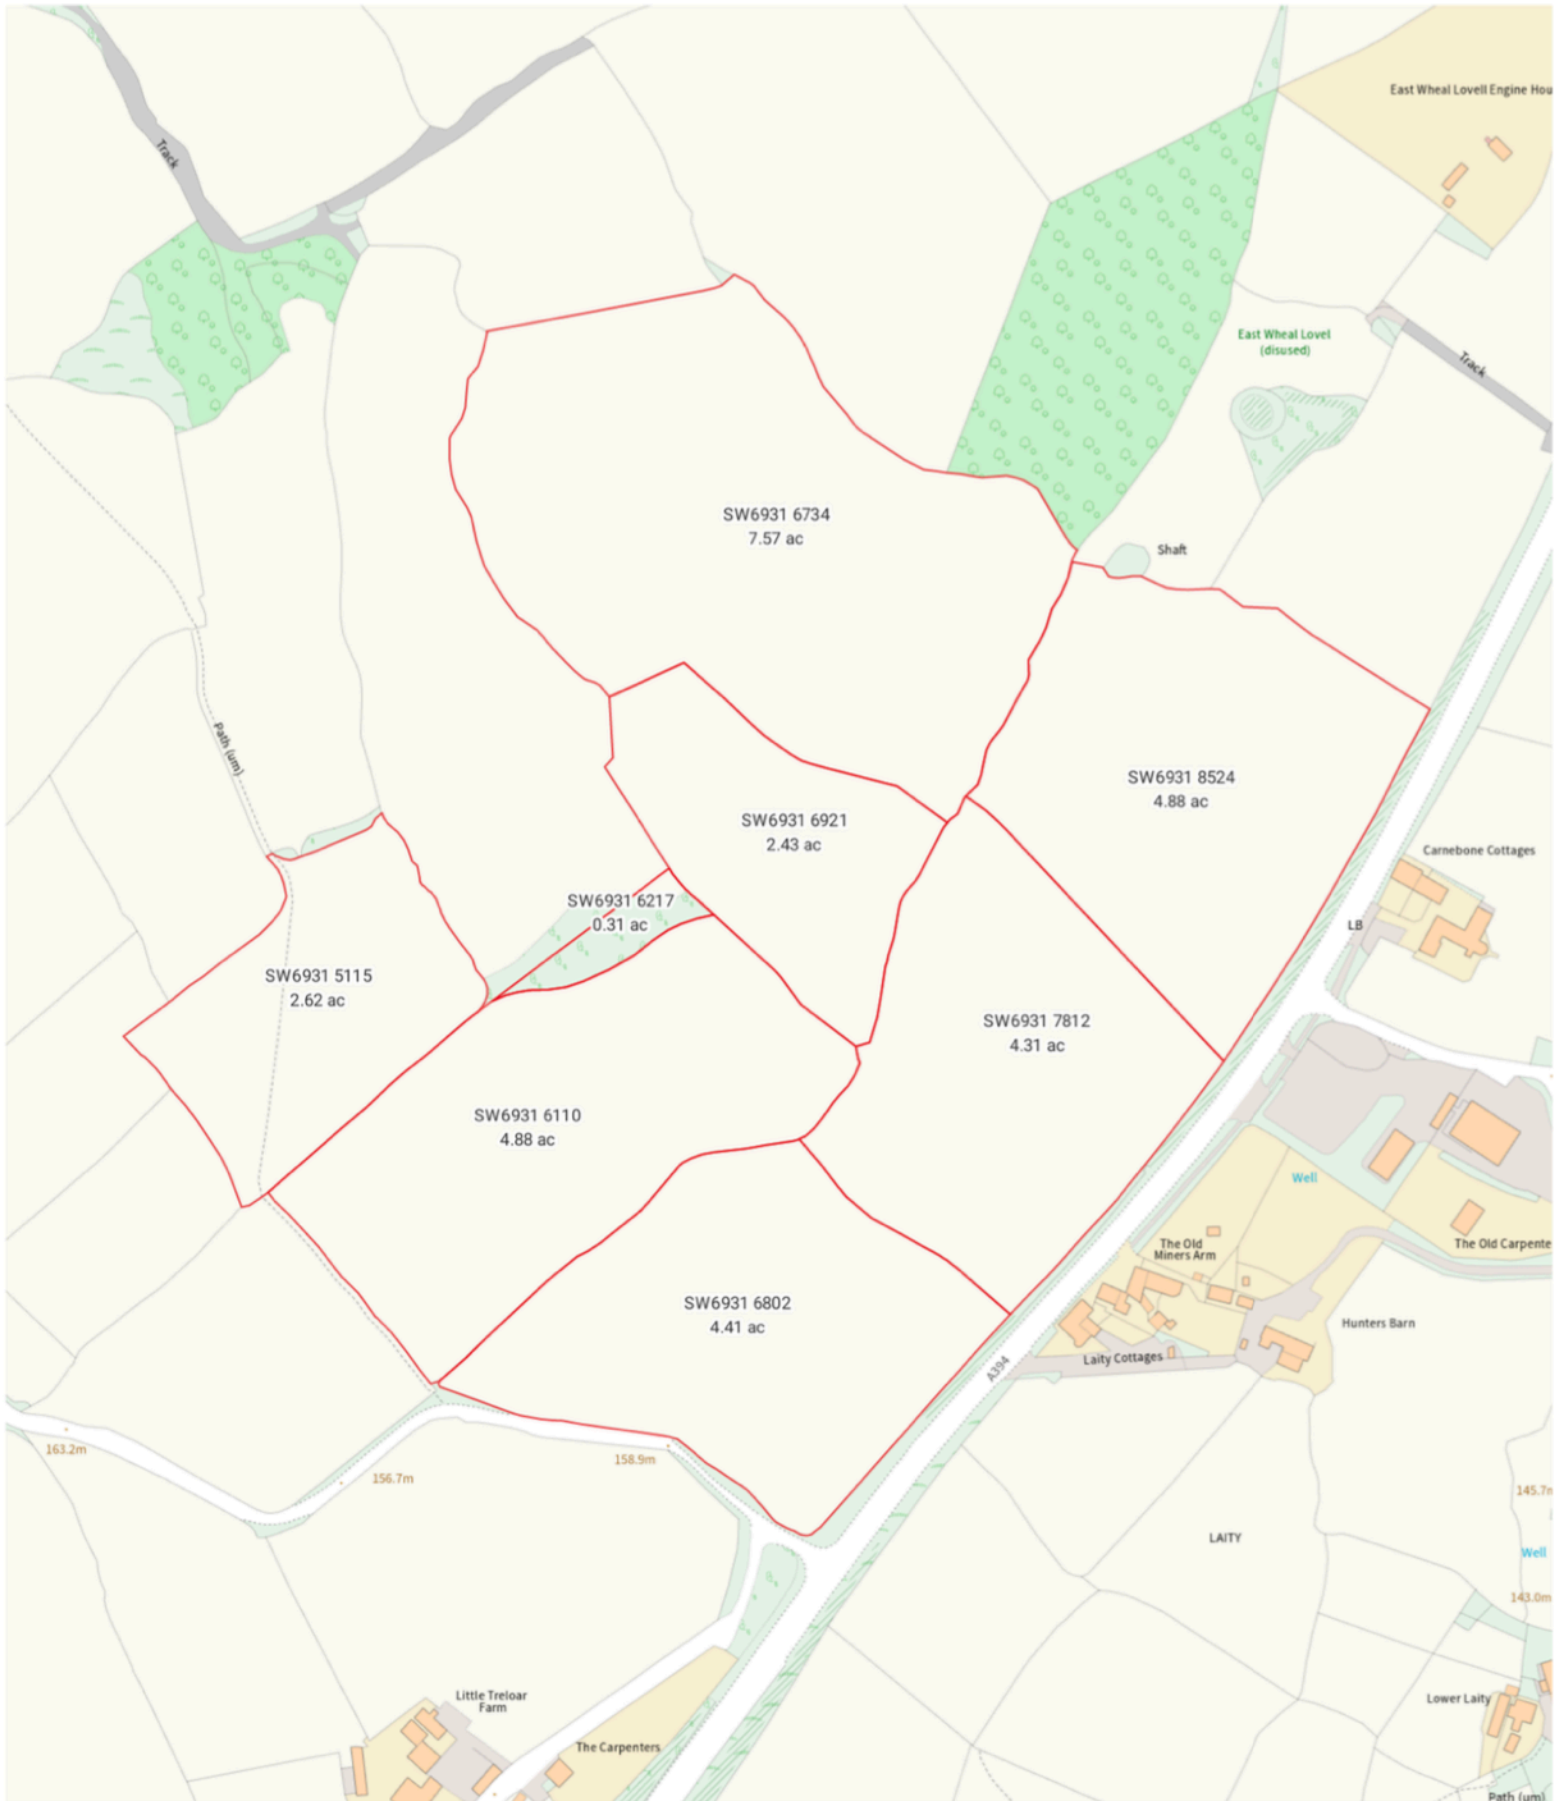 East Wheal Lovell Engine Hou
Track
East Wheal Lovel
(disused)
Track
SW6931 6734
7.57 ac
Shaft
Path (um)
SW6931 8524
4.88 ac
SW6931 6921
2.43 ac
Carnebone Cottages
SW6931 6217
0.31 ac
LB
SW6931 5115
2.62 ac
SW6931 7812
4.31 ac
SW6931 6110
4.88 ac
Well
The Old
Miners Arm
The Old Carpente
SW6931 6802
4.41 ac
Hunters Barn
Laity Cottages
A394
163.2m
158.9m
156.7m
145.7m
LAITY
Well
143.0m
Little Treloar
Farm
Lower Laity
The Carpenters
Path (um)